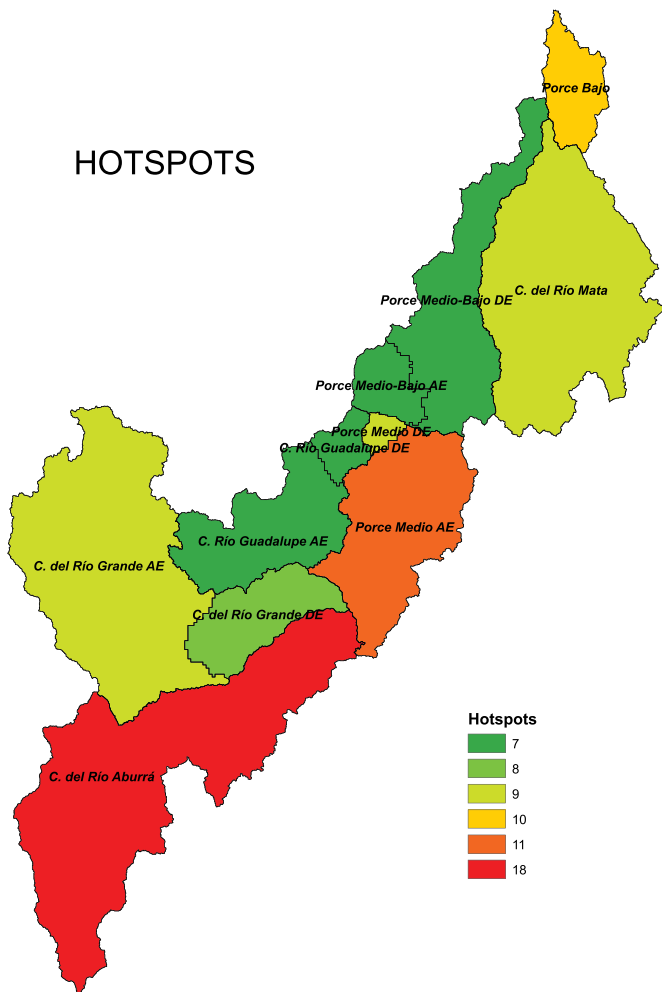 Porce Bajo
HOTSPOTS
C. del Río Mata
Porce Medio-Bajo DE
Porce Medio-Bajo AE
Porce Medio DE
C. Río Guadalupe DE
Porce Medio AE
C. Río Guadalupe AE
C. del Río Grande AE
C. del Río Grande DE
C. del Río Aburrá
Hotspots
7
8
9
10
11
18